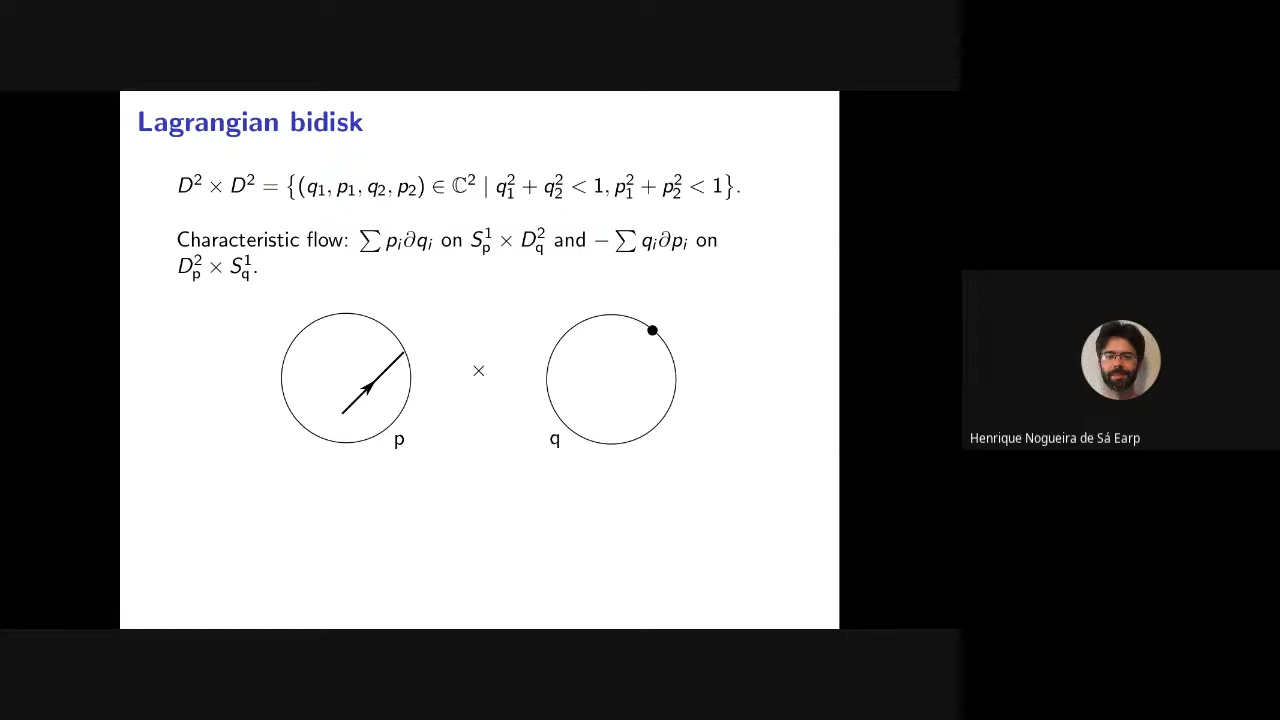 Lagrangian bidisk
D² × D² = {(q₁, p₁, q₂, p₂) ∈ ℂ² | q₁² + q₂² < 1, p₁² + p₂² < 1}.
Characteristic flow: ∑ pᵢ∂qᵢ on S¹ₚ × D²_q and − ∑ qᵢ∂pᵢ on
D²ₚ × S¹_q.
×
p
q
Henrique Nogueira de Sá Earp